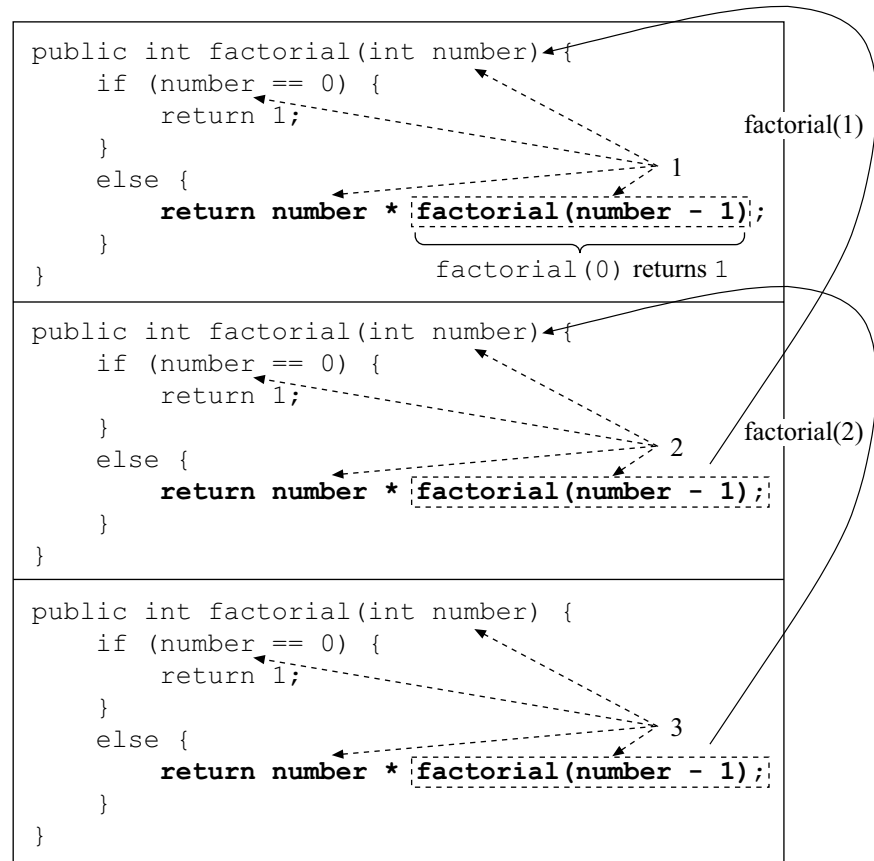 public int factorial(int number) {
if (number == 0) {
return 1;
}
else {
return number * factorial(number - 1);
}
}
1
factorial(0) returns 1
factorial(1)
public int factorial(int number) {
if (number == 0) {
return 1;
}
else {
return number * factorial(number - 1);
}
}
2
factorial(2)
public int factorial(int number) {
if (number == 0) {
return 1;
}
else {
return number * factorial(number - 1);
}
}
3